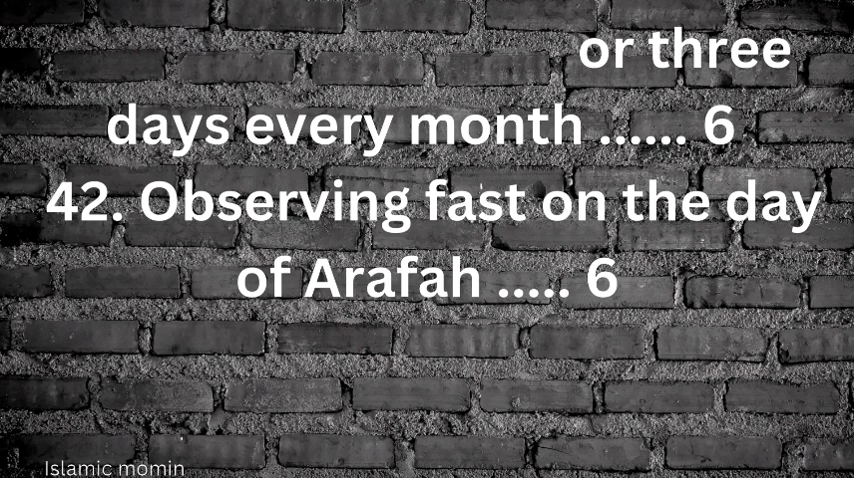 or three
days every month ...... 6
42. Observing fast on the day
of Arafah ..... 6
Islamic momin